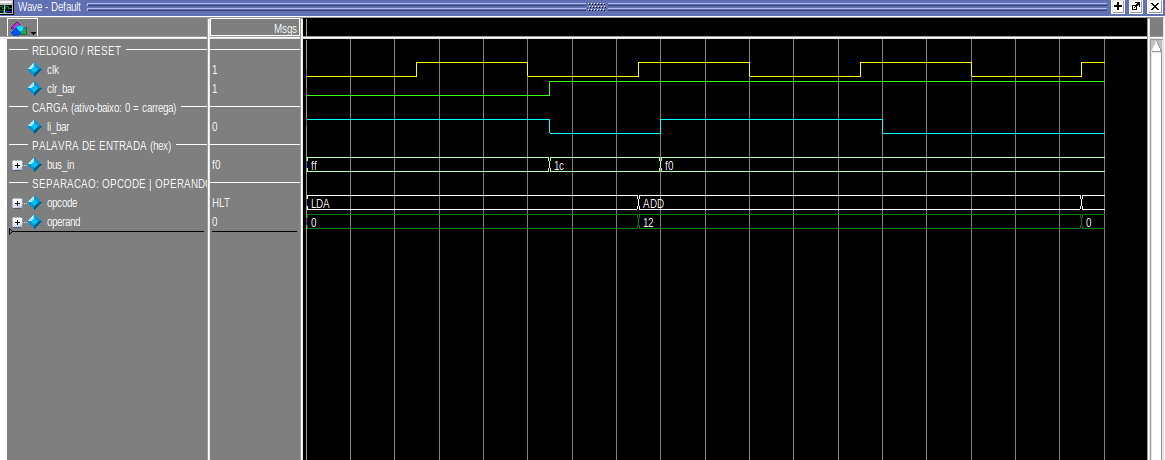 Wave - Default
Msgs
RELOGIO / RESET
clk 1
clr_bar 1
CARGA (ativo-baixo: 0 = carrega)
li_bar 0
PALAVRA DE ENTRADA (hex)
bus_in f0 ff 1c f0
SEPARACAO: OPCODE | OPERANDO
opcode HLT LDA ADD
operand 0 0 12 0